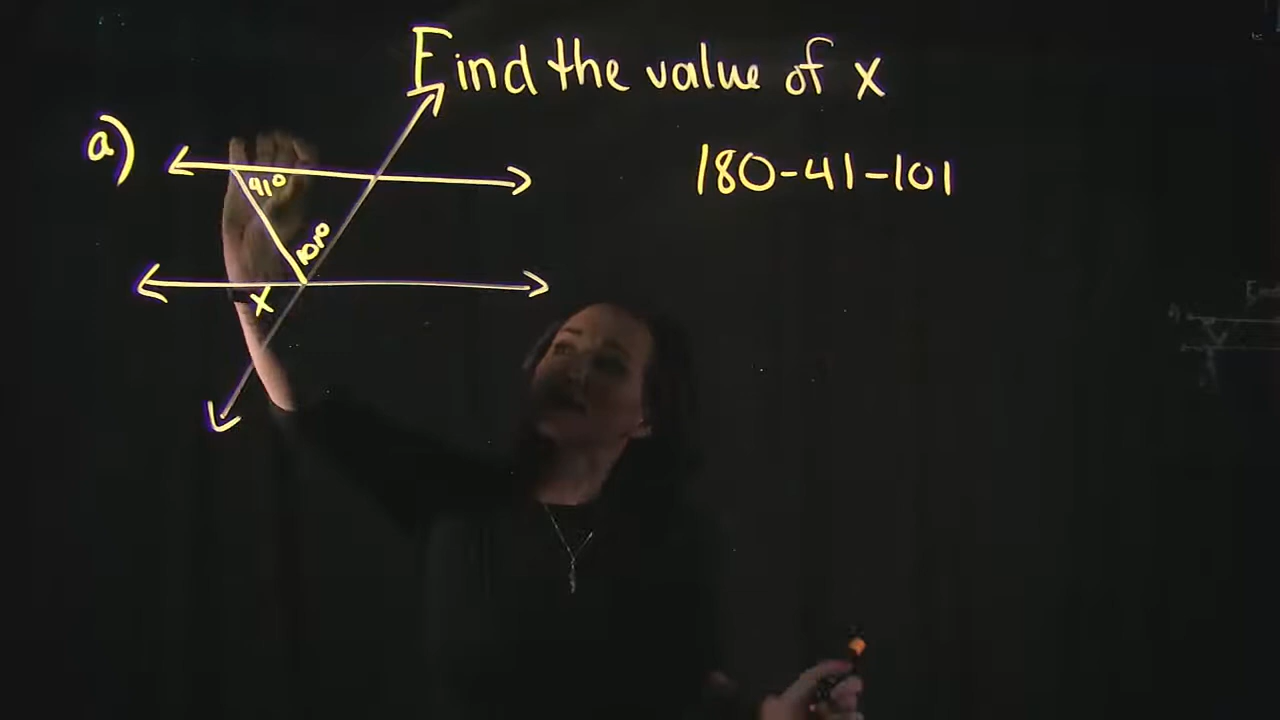 Find the value of x
a)
180-41-101
41°
101°
x